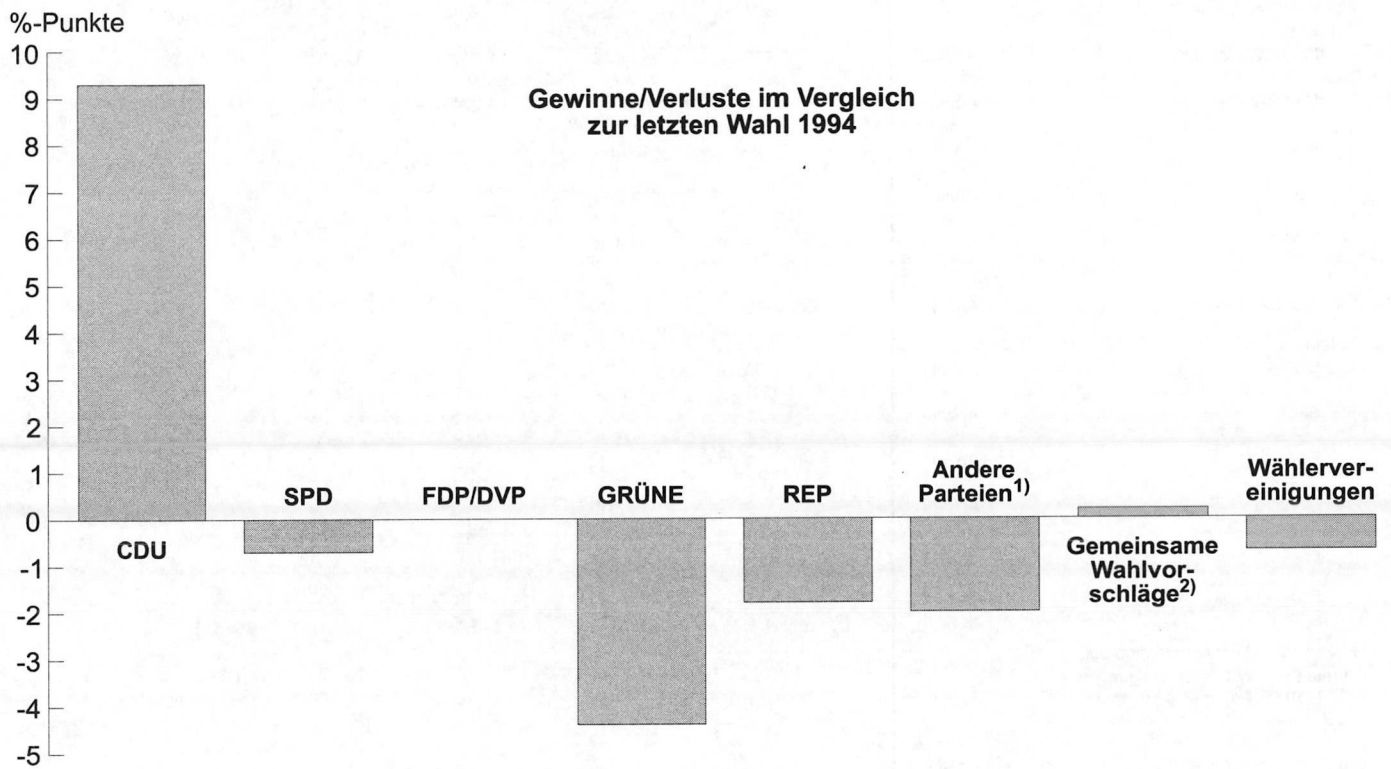 %-Punkte
10
9
8
7
6
5
4
3
2
1
0
-1
-2
-3
-4
-5
Gewinne/Verluste im Vergleich
zur letzten Wahl 1994
CDU
SPD
FDP/DVP
GRÜNE
REP
Andere
Parteien1)
Gemeinsame
Wahlvor-
schläge2)
Wählerver-
einigungen